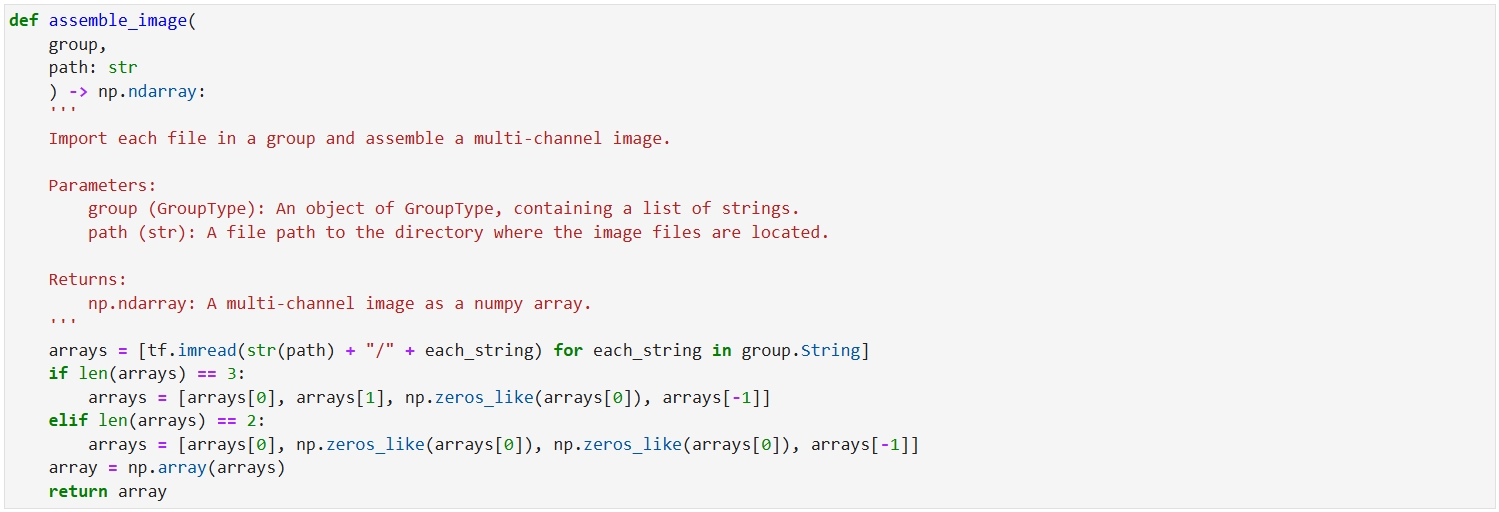 def assemble_image(
    group,
    path: str
    ) -> np.ndarray:
    '''
    Import each file in a group and assemble a multi-channel image.

    Parameters:
        group (GroupType): An object of GroupType, containing a list of strings.
        path (str): A file path to the directory where the image files are located.

    Returns:
        np.ndarray: A multi-channel image as a numpy array.
    '''
    arrays = [tf.imread(str(path) + "/" + each_string) for each_string in group.String]
    if len(arrays) == 3:
        arrays = [arrays[0], arrays[1], np.zeros_like(arrays[0]), arrays[-1]]
    elif len(arrays) == 2:
        arrays = [arrays[0], np.zeros_like(arrays[0]), np.zeros_like(arrays[0]), arrays[-1]]
    array = np.array(arrays)
    return array